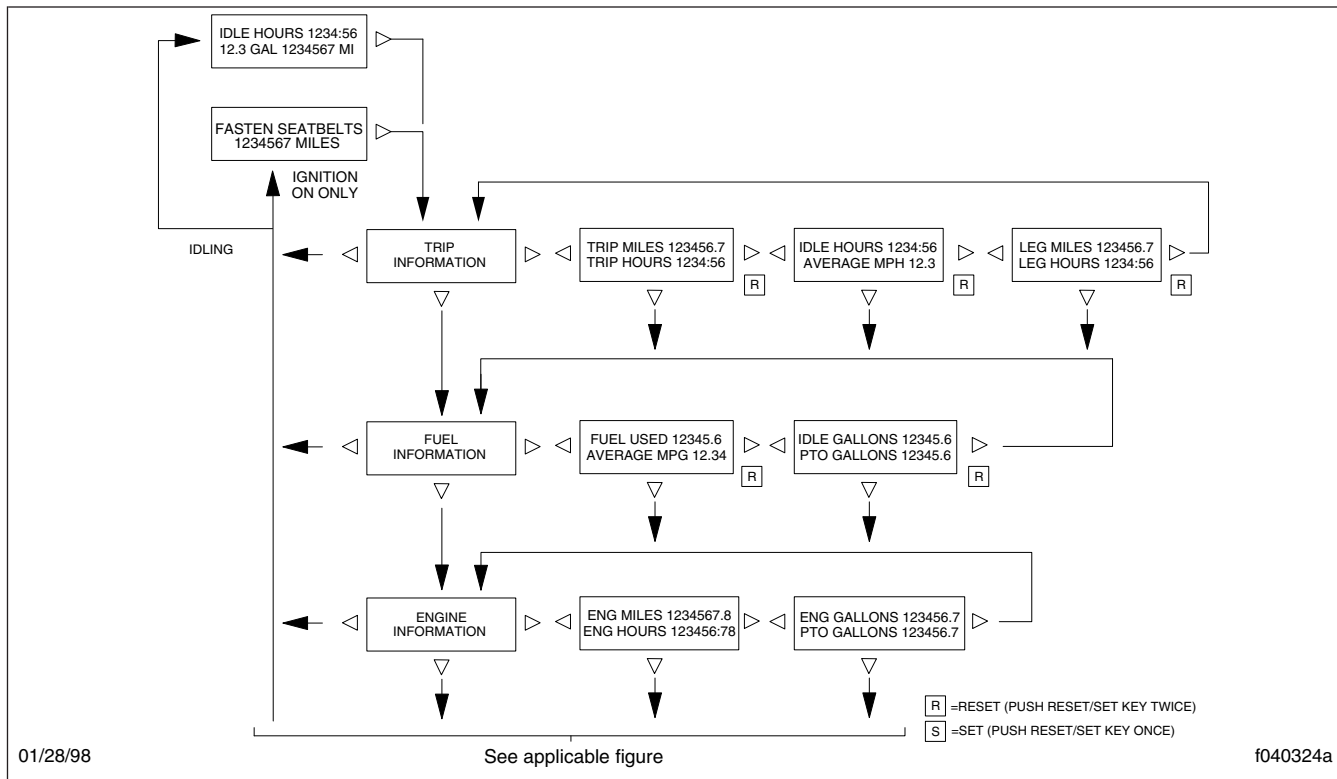 IDLE HOURS 1234:56
12.3 GAL 1234567 MI
FASTEN SEATBELTS
1234567 MILES
IGNITION
ON ONLY
IDLING
TRIP
INFORMATION
TRIP MILES 123456.7
TRIP HOURS 1234:56
R
IDLE HOURS 1234:56
AVERAGE MPH 12.3
R
LEG MILES 123456.7
LEG HOURS 1234:56
R
FUEL
INFORMATION
FUEL USED 12345.6
AVERAGE MPG 12.34
R
IDLE GALLONS 12345.6
PTO GALLONS 12345.6
R
ENGINE
INFORMATION
ENG MILES 1234567.8
ENG HOURS 123456:78
ENG GALLONS 123456.7
PTO GALLONS 123456.7
R =RESET (PUSH RESET/SET KEY TWICE)
S =SET (PUSH RESET/SET KEY ONCE)
01/28/98
See applicable figure
f040324a